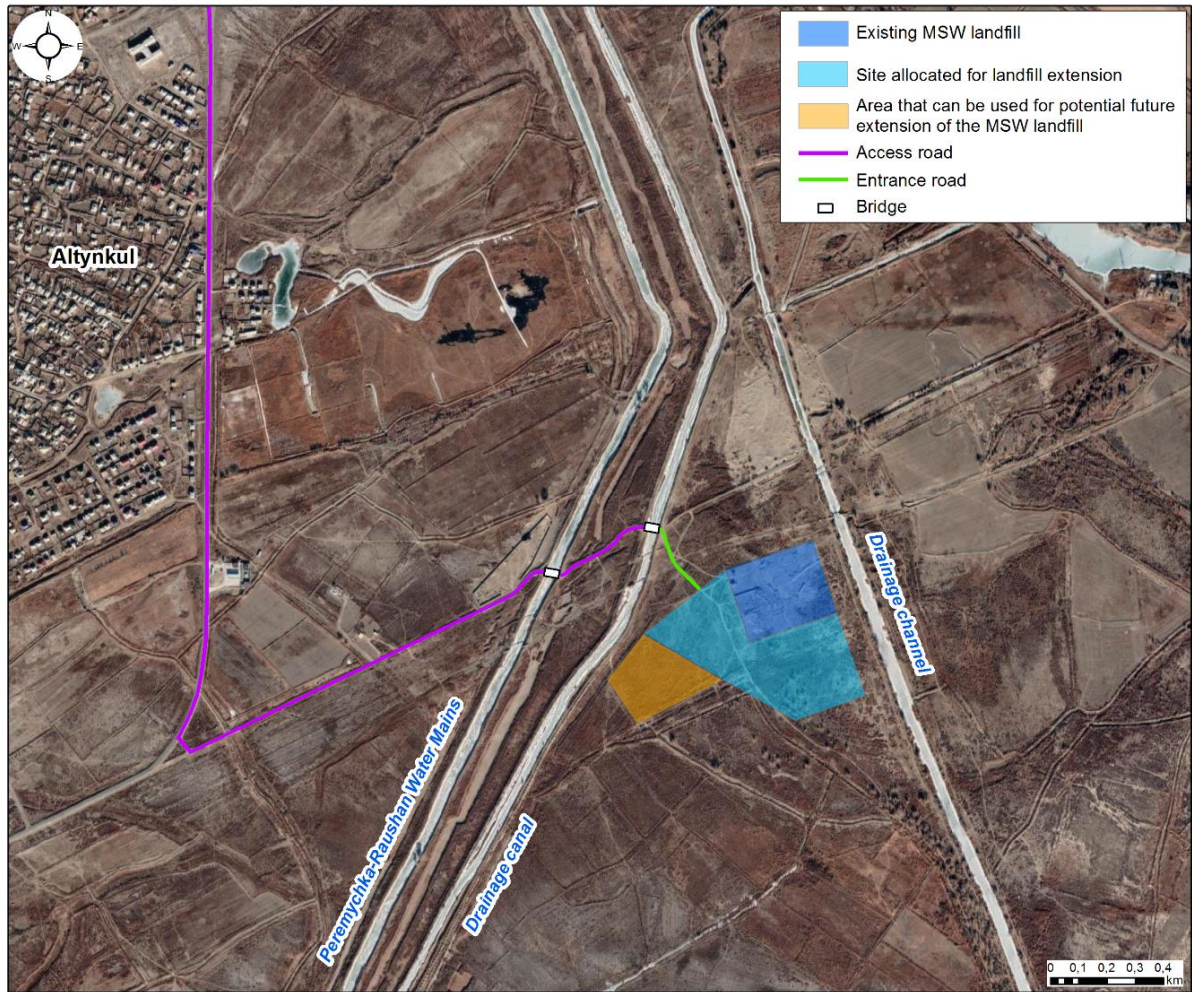 N
W
E
S
Existing MSW landfill
Site allocated for landfill extension
Area that can be used for potential future
extension of the MSW landfill
Access road
Entrance road
Bridge
Altynkul
Drainage channel
Peremychka-Raushan Water Mains
Drainage canal
0 0,1 0,2 0,3 0,4
km